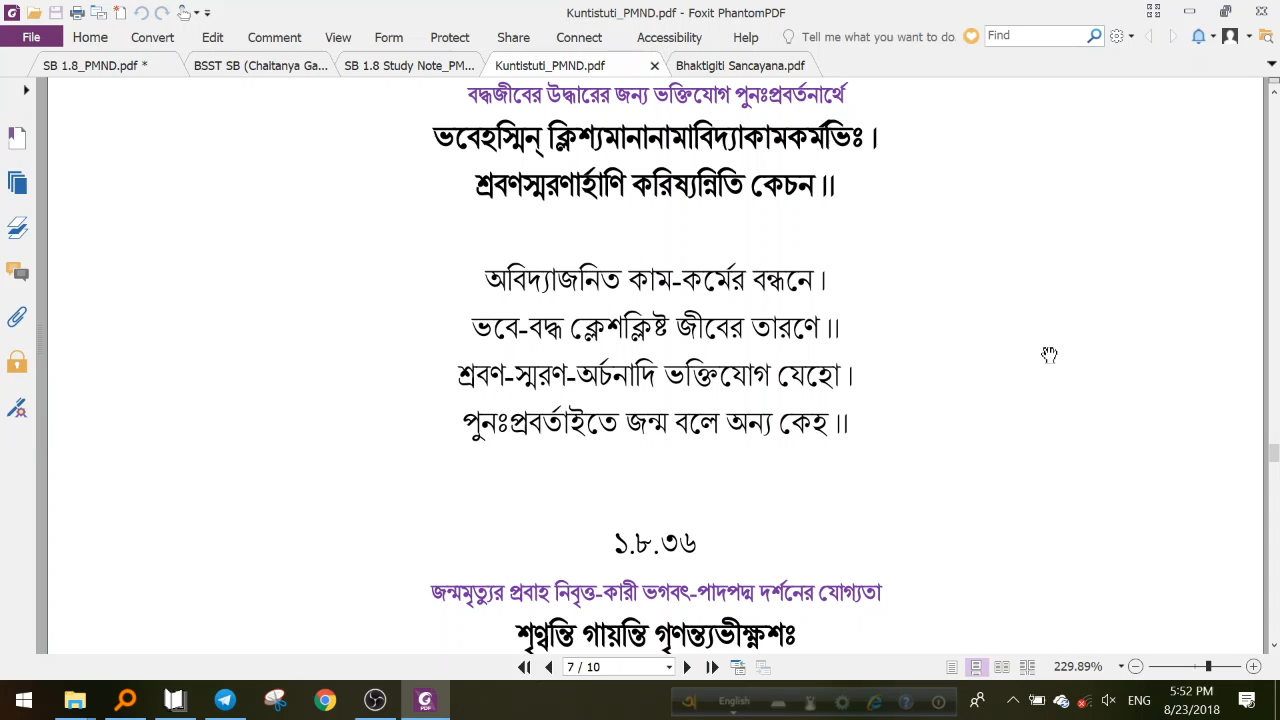 Kuntistuti_PMND.pdf - Foxit PhantomPDF
File Home Convert Edit Comment View Form Protect Share Connect Accessibility Help Tell me what you want to do. Find
SB 1.8_PMND.pdf * BSST SB (Chaitanya Ga... SB 1.8 Study Note_PM... Kuntistuti_PMND.pdf Bhaktigiti Sancayana.pdf
বদ্ধজীবের উদ্ধারের জন্য ভক্তিযোগ পুনঃপ্রবর্তনার্থে
ভবেহস্মিন্ ক্লিশ্যমানানামাবিদ্যাকামকর্মভিঃ।
শ্রবণস্মরণার্হাণি করিষ্যন্নিতি কেচন॥
অবিদ্যাজনিত কাম-কর্মের বন্ধনে।
ভবে-বদ্ধ ক্লেশক্লিষ্ট জীবের তারণে॥
শ্রবণ-স্মরণ-অর্চনাদি ভক্তিযোগ যেহো।
পুনঃপ্রবর্তাইতে জন্ম বলে অন্য কেহ॥
১.৮.৩৬
জন্মমৃত্যুর প্রবাহ নিবৃত্ত-কারী ভগবৎ-পাদপদ্ম দর্শনের যোগ্যতা
শৃণ্বন্তি গায়ন্তি গৃণন্ত্যভীক্ষ্ণশঃ
7 / 10 229.89%
English ENG 5:52 PM
8/23/2018